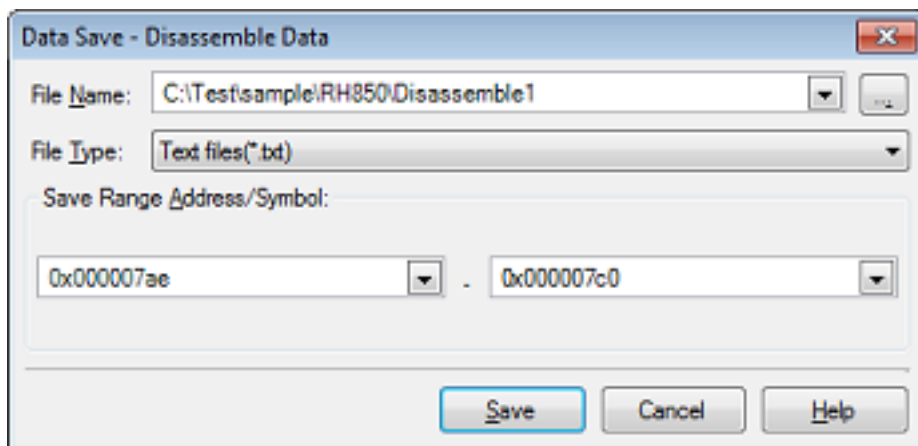 Data Save - Disassemble Data
File Name: C:\Test\sample\RH850\Disassemble1 ...
File Type: Text files(*.txt)
Save Range Address/Symbol:
0x000007ae - 0x000007c0
Save Cancel Help